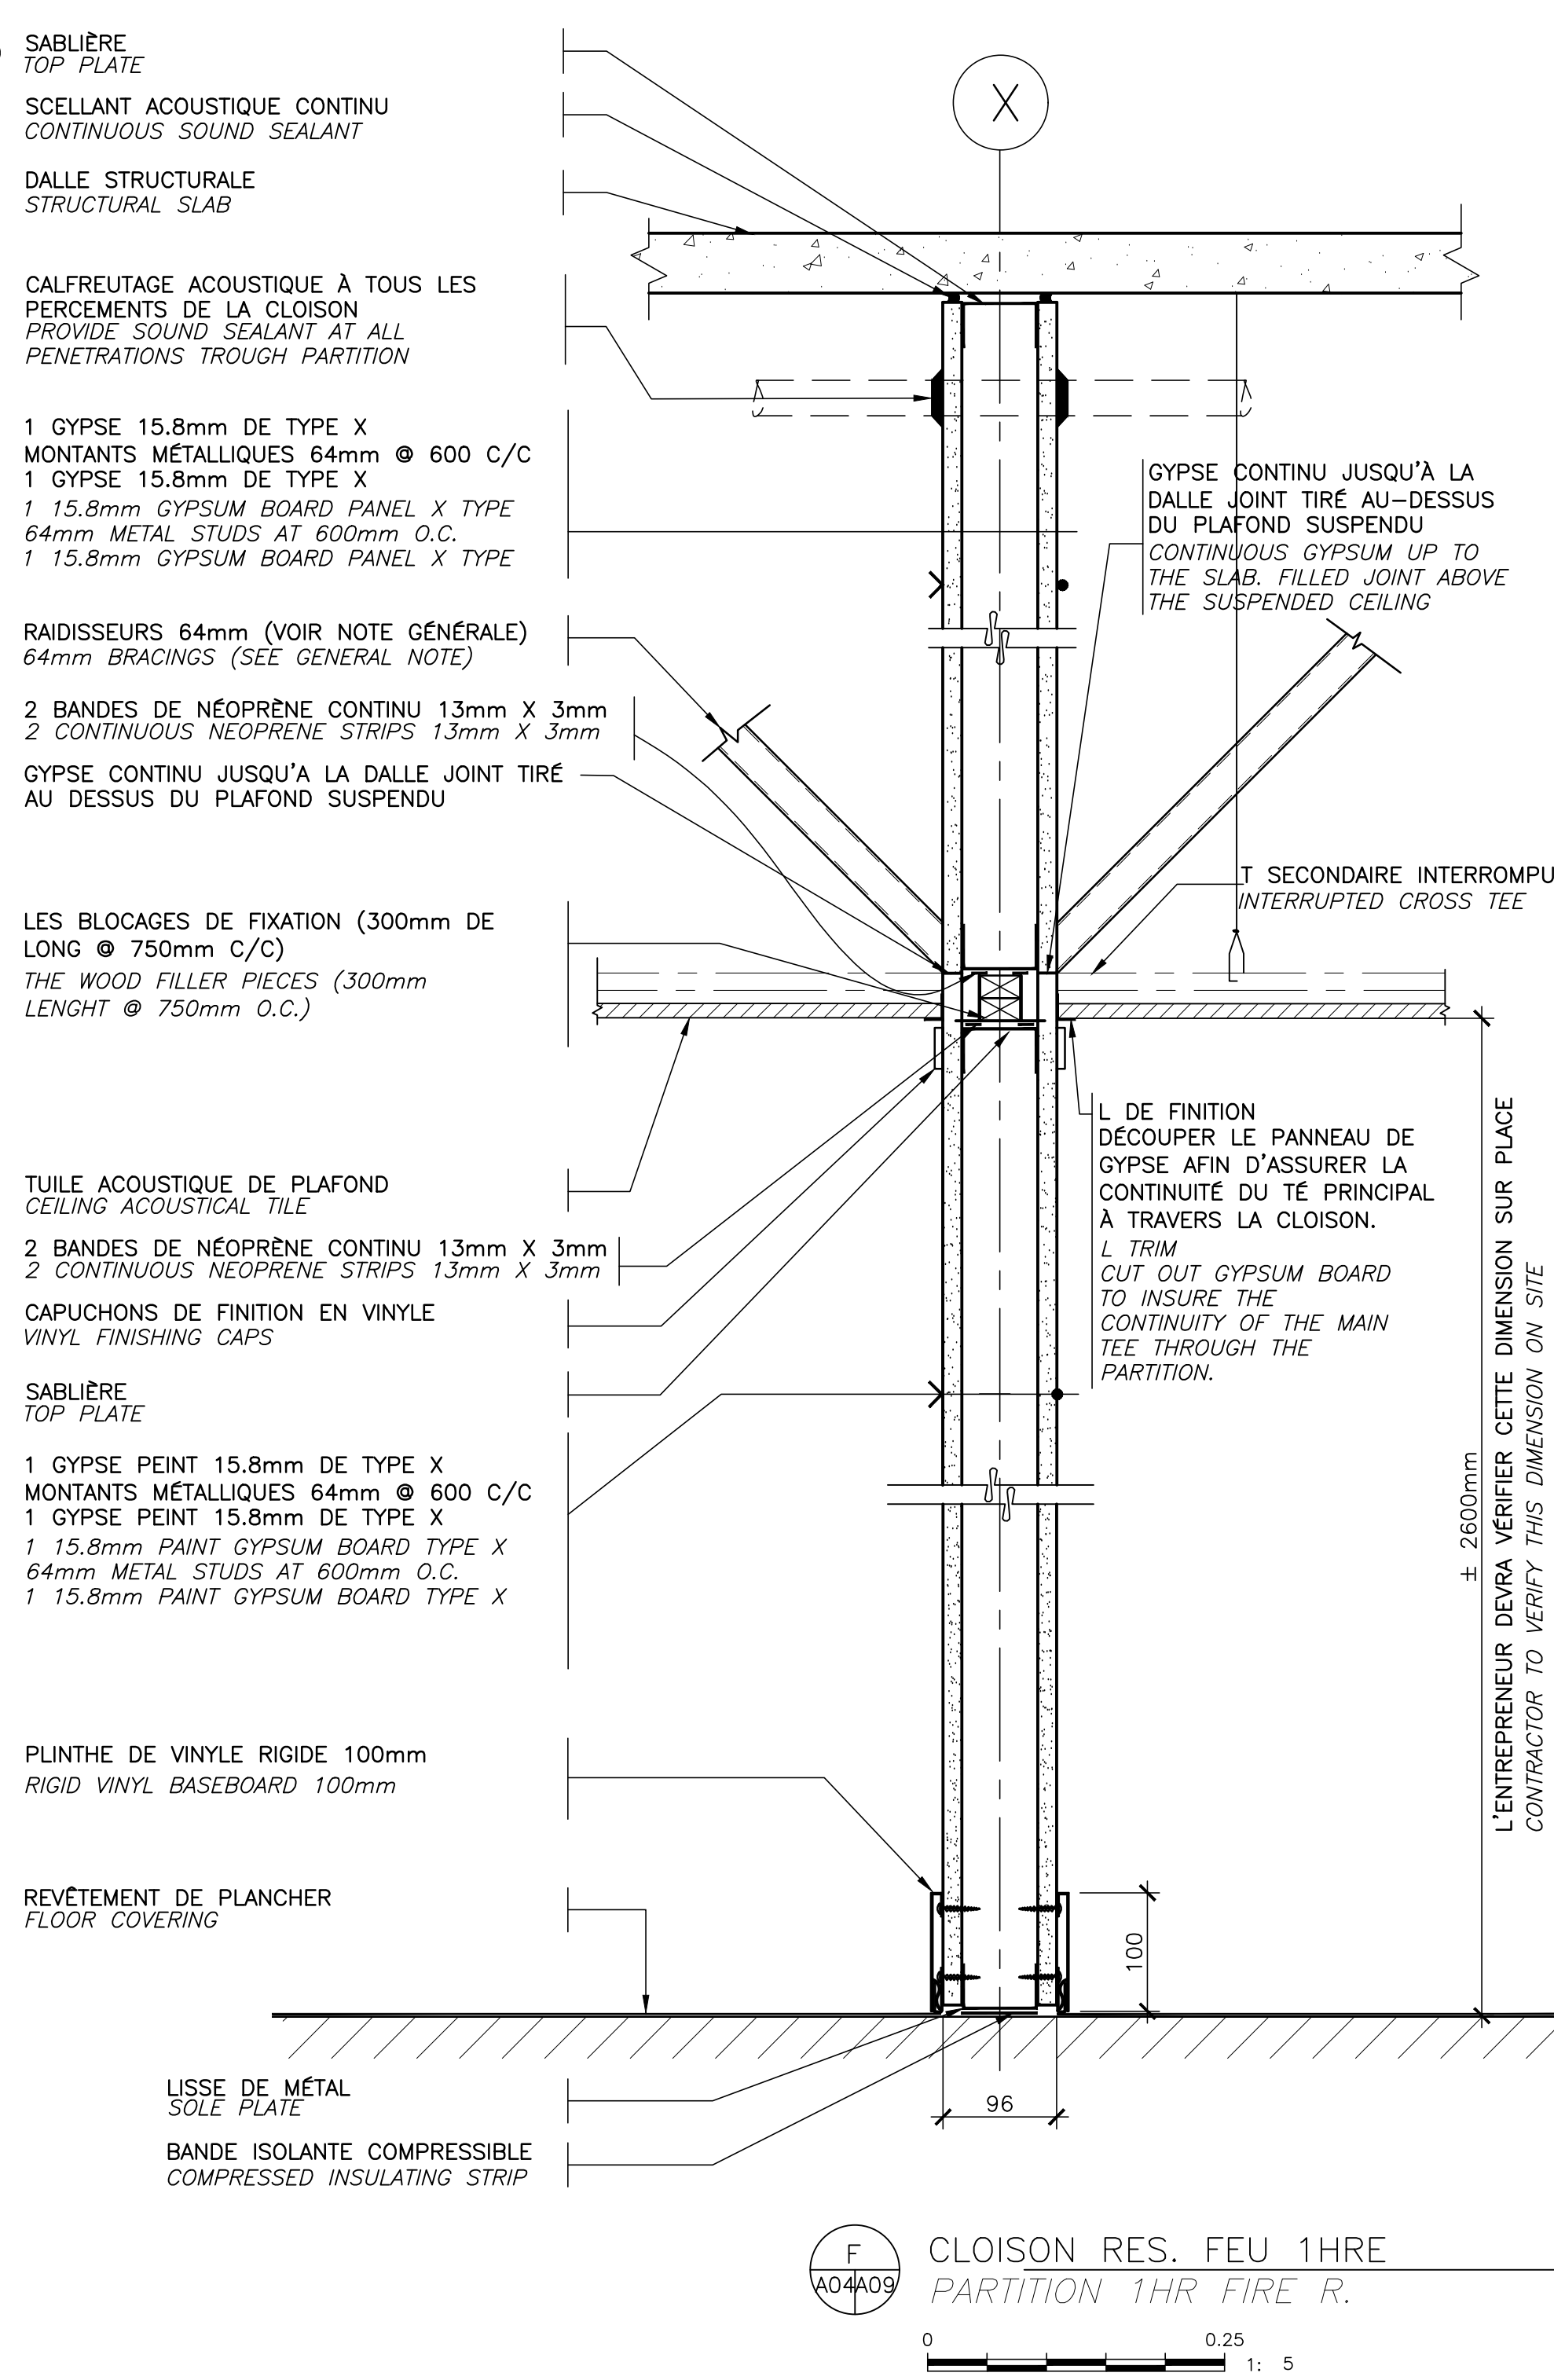 SABLIÈRE
TOP PLATE
SCELLANT ACOUSTIQUE CONTINU
CONTINUOUS SOUND SEALANT
DALLE STRUCTURALE
STRUCTURAL SLAB
CALFREUTAGE ACOUSTIQUE À TOUS LES
PERCEMENTS DE LA CLOISON
PROVIDE SOUND SEALANT AT ALL
PENETRATIONS TROUGH PARTITION
1 GYPSE 15.8mm DE TYPE X
MONTANTS MÉTALLIQUES 64mm @ 600 C/C
1 GYPSE 15.8mm DE TYPE X
1 15.8mm GYPSUM BOARD PANEL X TYPE
64mm METAL STUDS AT 600mm O.C.
1 15.8mm GYPSUM BOARD PANEL X TYPE
RAIDISSEURS 64mm (VOIR NOTE GÉNÉRALE)
64mm BRACINGS (SEE GENERAL NOTE)
2 BANDES DE NÉOPRÈNE CONTINU 13mm X 3mm
2 CONTINUOUS NEOPRENE STRIPS 13mm X 3mm
GYPSE CONTINU JUSQU'A LA DALLE JOINT TIRÉ
AU DESSUS DU PLAFOND SUSPENDU
LES BLOCAGES DE FIXATION (300mm DE
LONG @ 750mm C/C)
THE WOOD FILLER PIECES (300mm
LENGHT @ 750mm O.C.)
TUILE ACOUSTIQUE DE PLAFOND
CEILING ACOUSTICAL TILE
2 BANDES DE NÉOPRÈNE CONTINU 13mm X 3mm
2 CONTINUOUS NEOPRENE STRIPS 13mm X 3mm
CAPUCHONS DE FINITION EN VINYLE
VINYL FINISHING CAPS
SABLIÈRE
TOP PLATE
1 GYPSE PEINT 15.8mm DE TYPE X
MONTANTS MÉTALLIQUES 64mm @ 600 C/C
1 GYPSE PEINT 15.8mm DE TYPE X
1 15.8mm PAINT GYPSUM BOARD TYPE X
64mm METAL STUDS AT 600mm O.C.
1 15.8mm PAINT GYPSUM BOARD TYPE X
PLINTHE DE VINYLE RIGIDE 100mm
RIGID VINYL BASEBOARD 100mm
REVÊTEMENT DE PLANCHER
FLOOR COVERING
LISSE DE MÉTAL
SOLE PLATE
BANDE ISOLANTE COMPRESSIBLE
COMPRESSED INSULATING STRIP
X
GYPSE CONTINU JUSQU'À LA
DALLE JOINT TIRÉ AU-DESSUS
DU PLAFOND SUSPENDU
CONTINUOUS GYPSUM UP TO
THE SLAB. FILLED JOINT ABOVE
THE SUSPENDED CEILING
T SECONDAIRE INTERROMPU
INTERRUPTED CROSS TEE
L DE FINITION
DÉCOUPER LE PANNEAU DE
GYPSE AFIN D'ASSURER LA
CONTINUITÉ DU TÉ PRINCIPAL
À TRAVERS LA CLOISON.
L TRIM
CUT OUT GYPSUM BOARD
TO INSURE THE
CONTINUITY OF THE MAIN
TEE THROUGH THE
PARTITION.
± 2600mm
L'ENTREPRENEUR DEVRA VÉRIFIER CETTE DIMENSION SUR PLACE
CONTRACTOR TO VERIFY THIS DIMENSION ON SITE
100
96
F
A04 A09
CLOISON RES. FEU 1HRE
PARTITION 1HR FIRE R.
0 0.25
1: 5